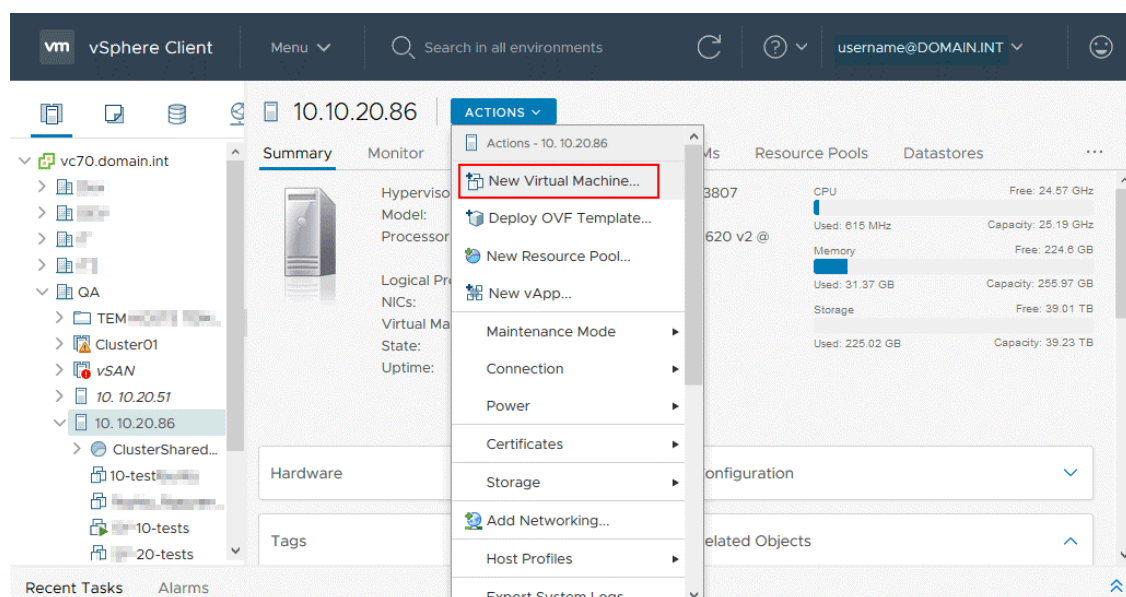 vm vSphere Client Menu Search in all environments username@DOMAIN.INT
10.10.20.86 ACTIONS
vc70.domain.int
QA
TEM
Cluster01
vSAN
10. 10.20.51
10. 10.20.86
ClusterShared...
10-test
10-tests
20-tests
Summary Monitor Ms Resource Pools Datastores ...
Hyperviso
Model:
Processor
Logical Pr
NICs:
Virtual Ma
State:
Uptime:
3807
620 v2 @
Actions - 10. 10.20.86
New Virtual Machine...
Deploy OVF Template...
New Resource Pool...
New vApp...
Maintenance Mode
Connection
Power
Certificates
Storage
Add Networking...
Host Profiles
Export System Logs
CPU Free: 24.57 GHz
Used: 615 MHz Capacity: 25.19 GHz
Memory Free: 224.6 GB
Used: 31.37 GB Capacity: 255.97 GB
Storage Free: 39.01 TB
Used: 225.02 GB Capacity: 39.23 TB
Hardware onfiguration
Tags elated Objects
Recent Tasks Alarms